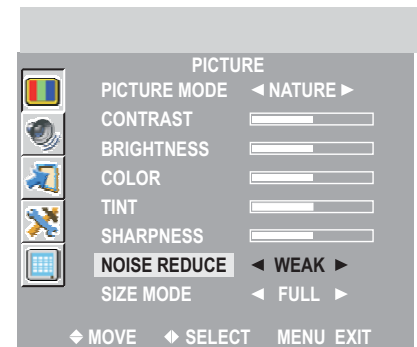 PICTURE
PICTURE MODE ◄ NATURE ►
CONTRAST
BRIGHTNESS
COLOR
TINT
SHARPNESS
NOISE REDUCE ◄ WEAK ►
SIZE MODE ◄ FULL ►
MOVE SELECT MENU EXIT